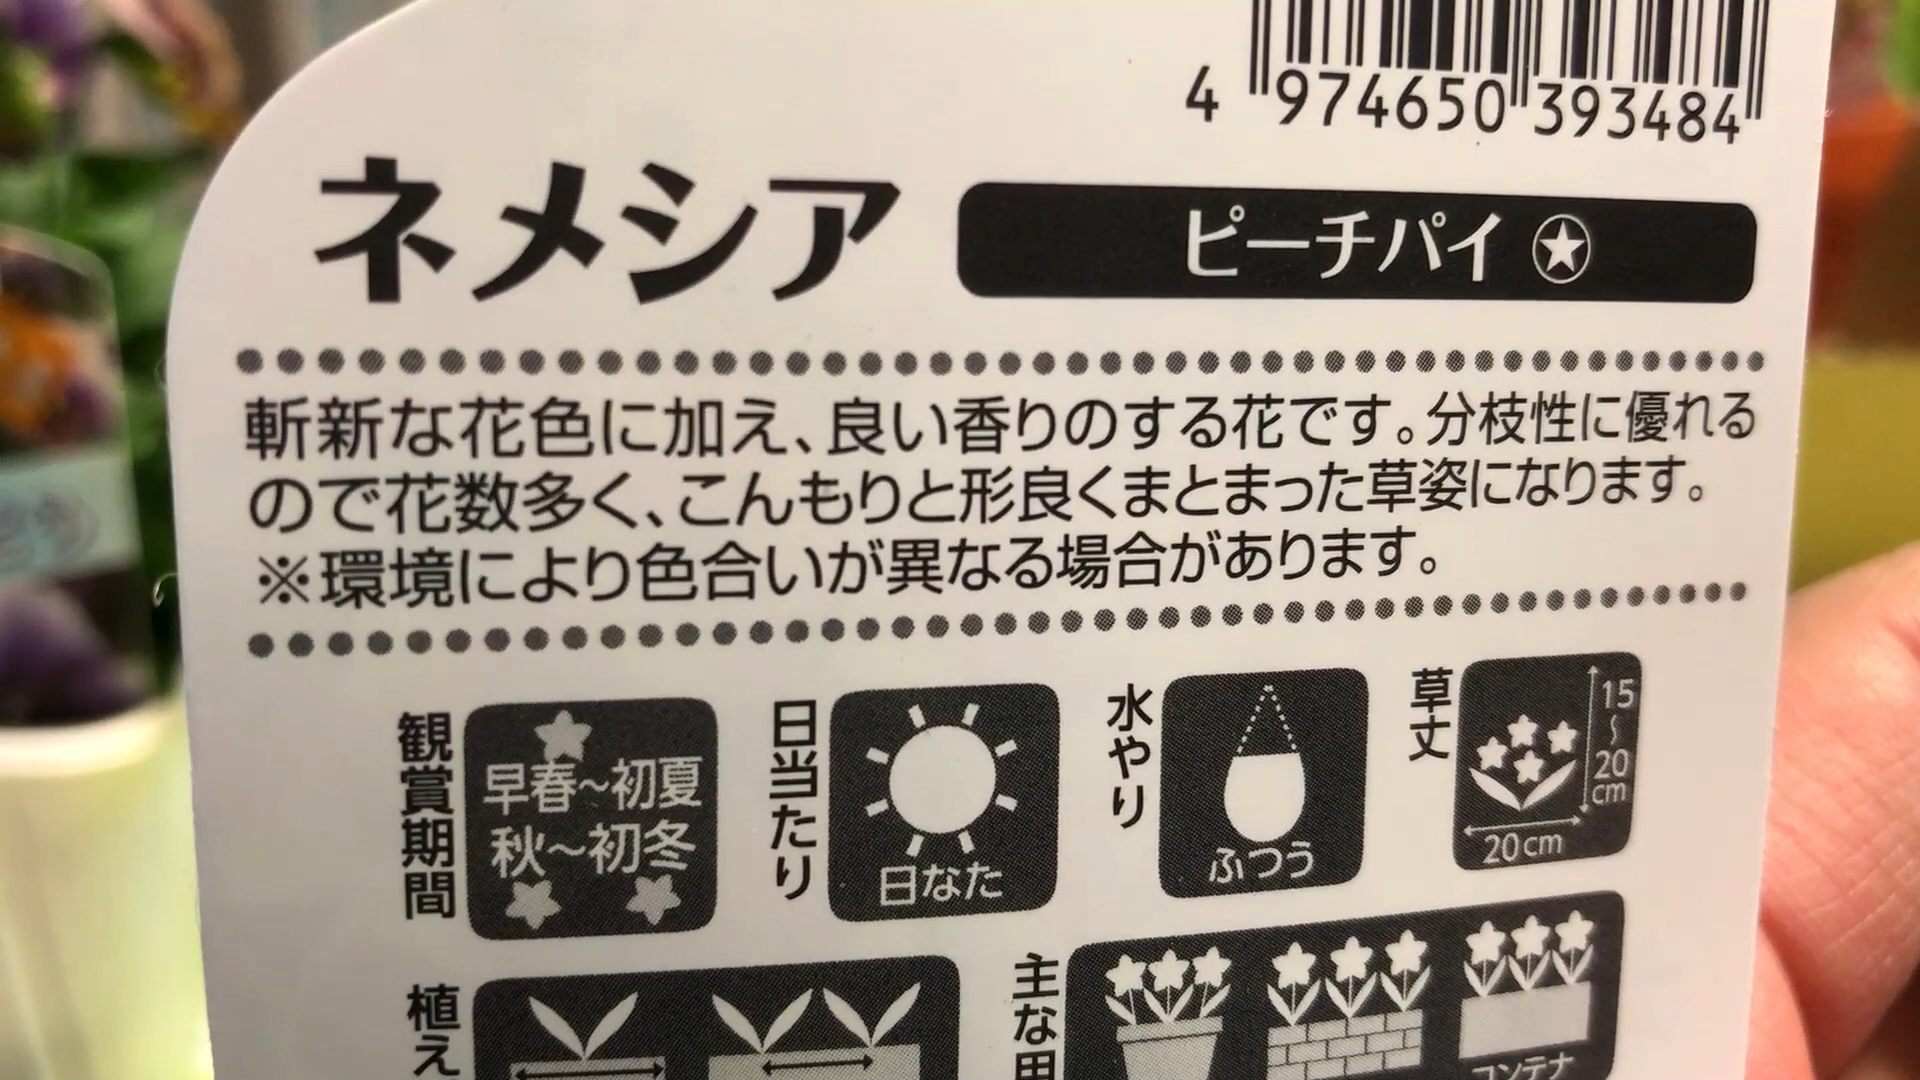 4 974650 393484
ネメシア ピーチパイ ★
斬新な花色に加え、良い香りのする花です。分枝性に優れる
ので花数多く、こんもりと形良くまとまった草姿になります。
※環境により色合いが異なる場合があります。
観賞期間
早春~初夏
秋~初冬
日当たり
日なた
水やり
ふつう
草丈
15
~
20
cm
20cm
植え
主な用
コンテナ